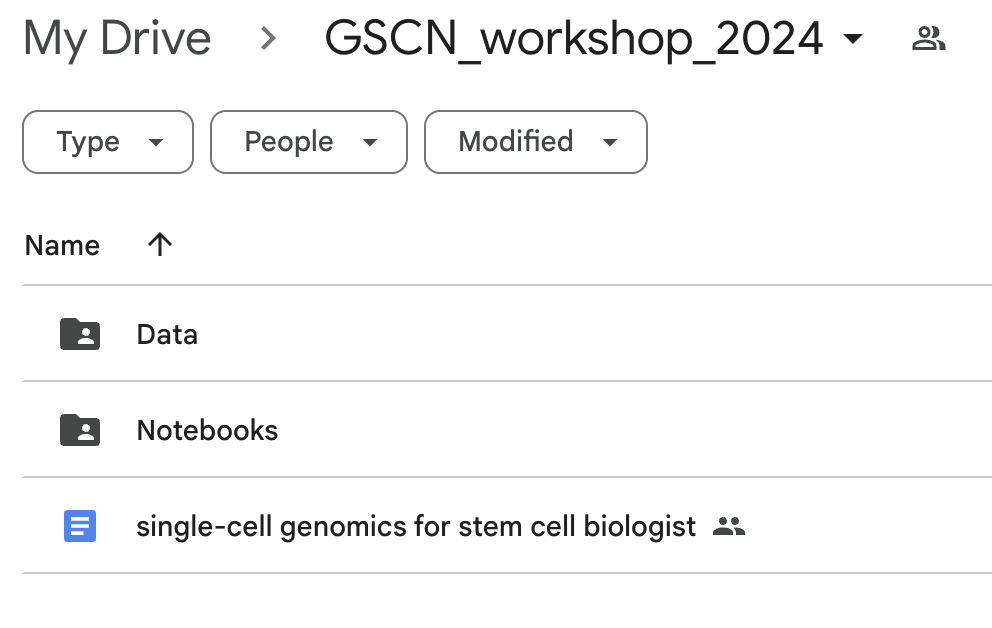 My Drive > GSCN_workshop_2024
Type People Modified
Name
Data
Notebooks
single-cell genomics for stem cell biologist